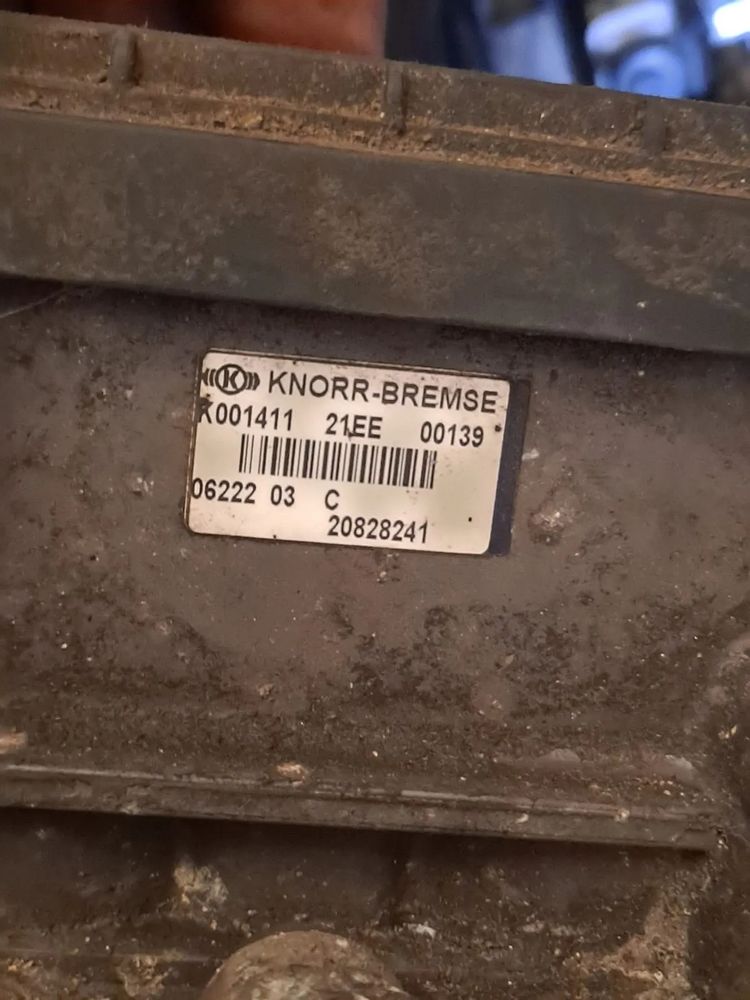 K KNORR-BREMSE
K001411 21EE 00139
06222 03 C
20828241